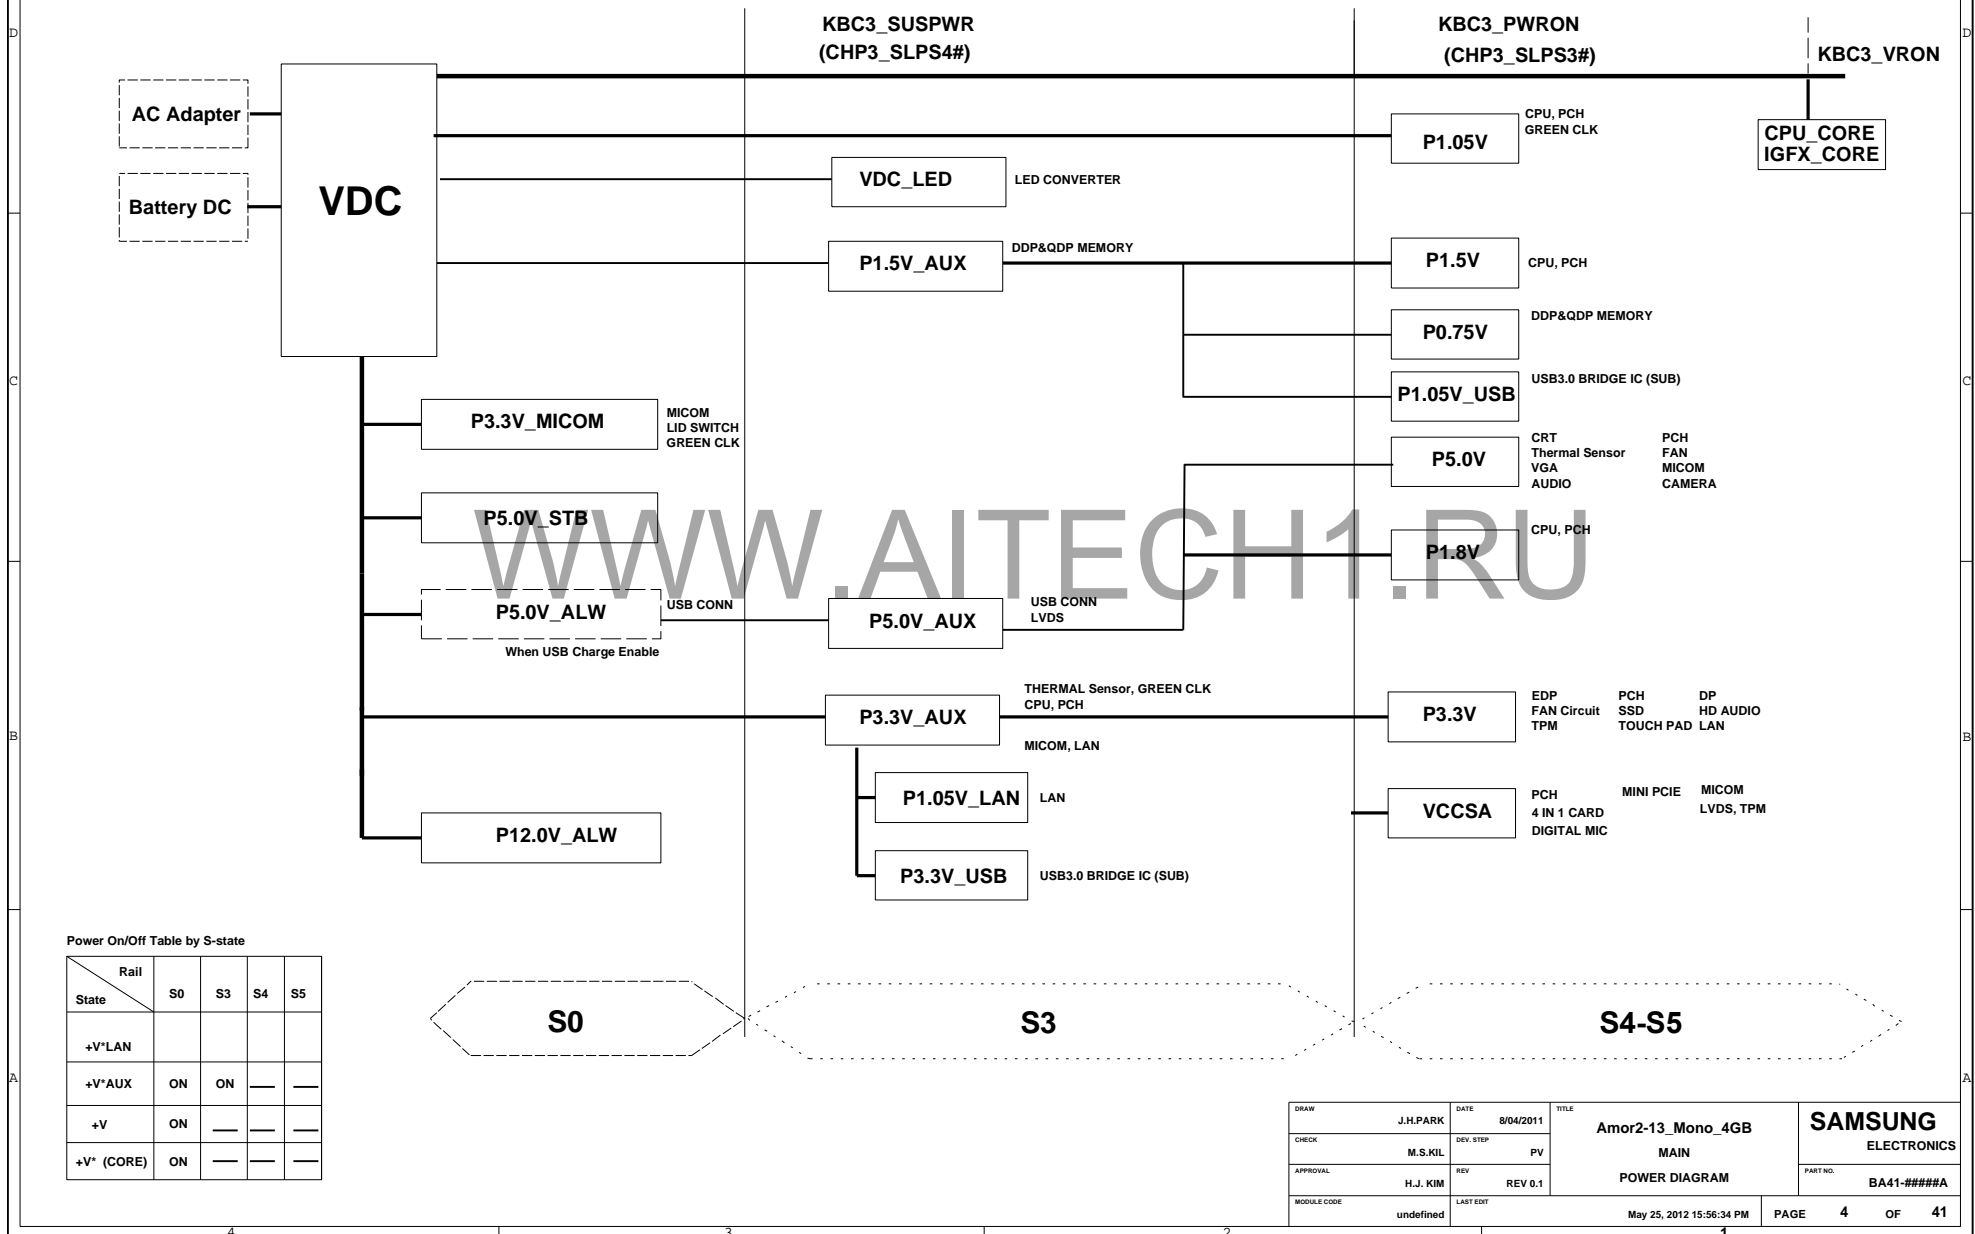 KBC3_SUSPWR
(CHP3_SLPS4#)
KBC3_PWRON
(CHP3_SLPS3#)
KBC3_VRON
D
D
AC Adapter
Battery DC
VDC
P1.05V
CPU, PCH
GREEN CLK
CPU_CORE
IGFX_CORE
VDC_LED
LED CONVERTER
P1.5V_AUX
DDP&QDP MEMORY
P1.5V
CPU, PCH
P0.75V
DDP&QDP MEMORY
P1.05V_USB
USB3.0 BRIDGE IC (SUB)
C
C
P3.3V_MICOM
MICOM
LID SWITCH
GREEN CLK
P5.0V
CRT PCH
Thermal Sensor FAN
VGA MICOM
AUDIO CAMERA
P5.0V_STB
WWW.AITECH1.RU
P1.8V
CPU, PCH
P5.0V_ALW
USB CONN
When USB Charge Enable
P5.0V_AUX
USB CONN
LVDS
P3.3V_AUX
THERMAL Sensor, GREEN CLK
CPU, PCH
MICOM, LAN
P3.3V
EDP PCH DP
FAN Circuit SSD HD AUDIO
TPM TOUCH PAD LAN
B
B
P1.05V_LAN
LAN
VCCSA
PCH MINI PCIE MICOM
4 IN 1 CARD LVDS, TPM
DIGITAL MIC
P12.0V_ALW
P3.3V_USB
USB3.0 BRIDGE IC (SUB)
Power On/Off Table by S-state
Rail
State S0 S3 S4 S5
+V*LAN
+V*AUX ON ON — —
+V ON — — —
+V* (CORE) ON — — —
S0
S3
S4-S5
A
A
DRAW
J.H.PARK
DATE
8/04/2011
TITLE
Amor2-13_Mono_4GB
MAIN
POWER DIAGRAM
SAMSUNG
ELECTRONICS
CHECK
M.S.KIL
DEV. STEP
PV
APPROVAL
H.J. KIM
REV
REV 0.1
PART NO.
BA41-#####A
MODULE CODE
undefined
LAST EDIT
May 25, 2012 15:56:34 PM
PAGE 4 OF 41
4 3 2 1